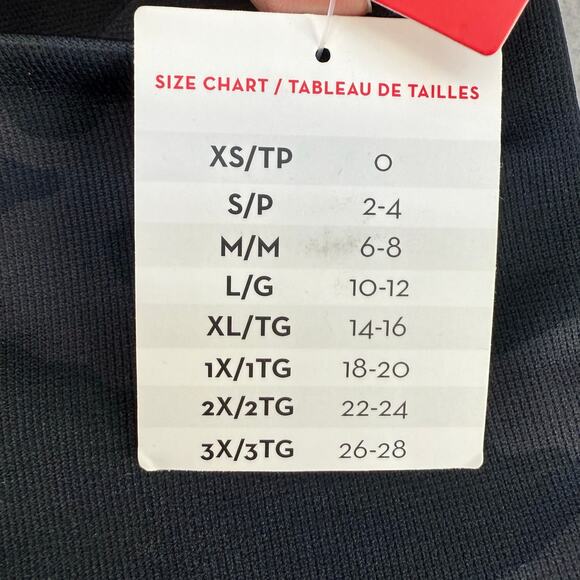 SIZE CHART / TABLEAU DE TAILLES
XS/TP 0
S/P 2-4
M/M 6-8
L/G 10-12
XL/TG 14-16
1X/1TG 18-20
2X/2TG 22-24
3X/3TG 26-28